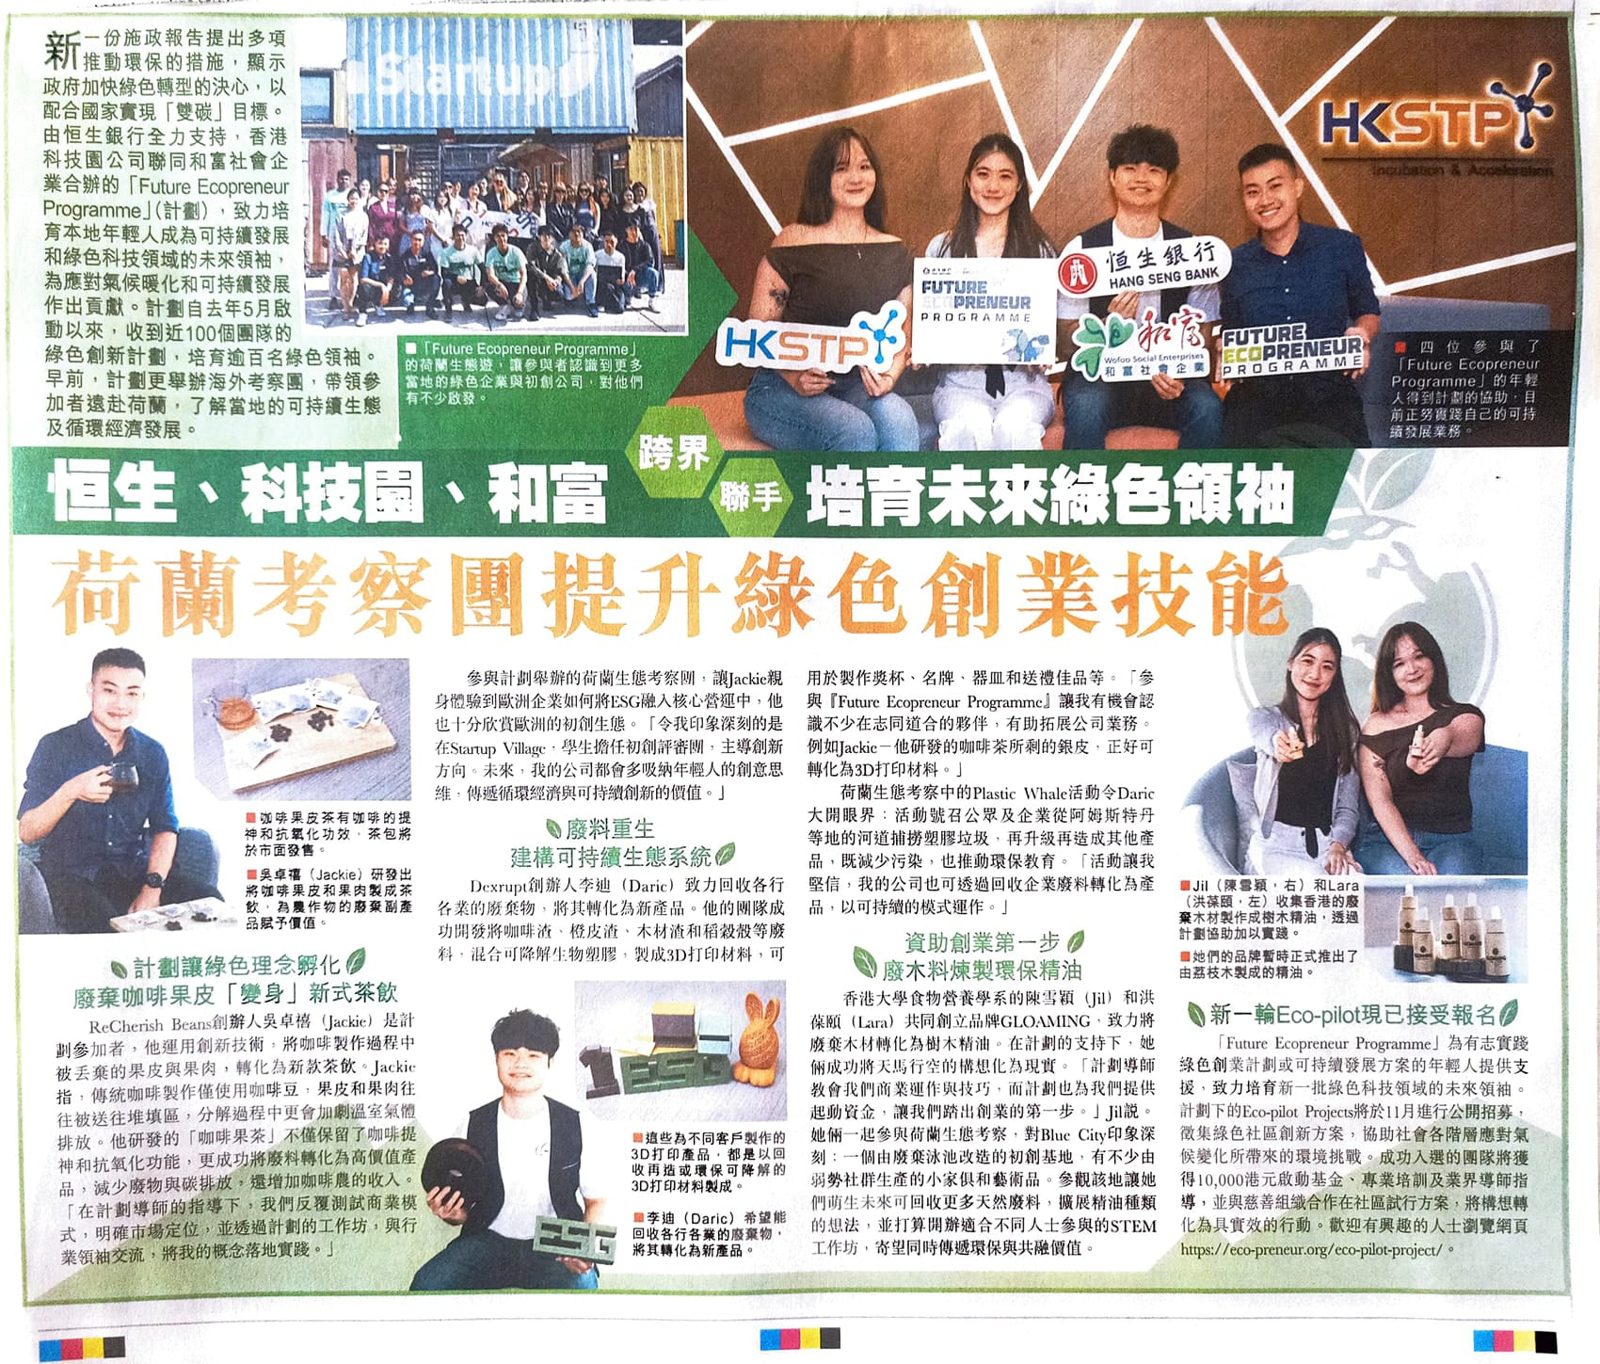 新一份施政報告提出多項
推動環保的措施，顯示
政府加快綠色轉型的決心，以
配合國家實現「雙碳」目標。
由恒生銀行全力支持，香港
科技園公司聯同和富社會企
業合辦的「Future Ecopreneur
Programme」(計劃)，致力培
育本地年輕人成為可持續發展
和綠色科技領域的未來領袖，
為應對氣候暖化和可持續發展
作出貢獻。計劃自去年5月啟
動以來，收到近100個團隊的
綠色創新計劃，培育逾百名綠色領袖。
早前，計劃更舉辦海外考察團，帶領參
加者遠赴荷蘭，了解當地的可持續生態
及循環經濟發展。
Startup
■「Future Ecopreneur Programme」
的荷蘭生態遊，讓參與者認識到更多
當地的綠色企業與初創公司，對他們
有不少啟發。
HKSTP
Incubation & Acceleration
HKSTP
FUTURE
ECOPRENEUR
PROGRAMME
恒生銀行
HANG SENG BANK
和富
Wofoo Social Enterprises
和富社會企業
FUTURE
ECOPRENEUR
PROGRAMME
■四位參與了
「Future Ecopreneur
Programme」的年輕
人得到計劃的協助，目
前正努實踐自己的可持
續發展業務。
恒生、科技園、和富 跨界聯手 培育未來綠色領袖
荷蘭考察團提升綠色創業技能
■咖啡果皮茶有咖啡的提
神和抗氧化功效，茶包將
於市面發售。
■吳卓禧（Jackie）研發出
將咖啡果皮和果肉製成茶
飲，為農作物的廢棄副產
品賦予價值。
計劃讓綠色理念孵化
廢棄咖啡果皮「變身」新式茶飲
ReCherish Beans創辦人吳卓禧（Jackie）是計
劃參加者，他運用創新技術，將咖啡製作過程中
被丟棄的果皮與果肉，轉化為新款茶飲。Jackie
指，傳統咖啡製作僅使用咖啡豆，果皮和果肉往
往被送往堆填區，分解過程中更會加劇溫室氣體
排放。他研發的「咖啡果茶」不僅保留了咖啡提
神和抗氧化功能，更成功將廢料轉化為高價值產
品，減少廢物與碳排放，還增加咖啡農的收入。
「在計劃導師的指導下，我們反覆測試商業模
式，明確市場定位，並透過計劃的工作坊，與行
業領袖交流，將我的概念落地實踐。」
參與計劃舉辦的荷蘭生態考察團，讓Jackie親
身體驗到歐洲企業如何將ESG融入核心營運中，他
也十分欣賞歐洲的初創生態。「令我印象深刻的是
在Startup Village，學生擔任初創評審團，主導創新
方向。未來，我的公司都會多吸納年輕人的創意思
維，傳遞循環經濟與可持續創新的價值。」
廢料重生
建構可持續生態系統
Dexrupt創辦人李迪（Daric）致力回收各行
各業的廢棄物，將其轉化為新產品。他的團隊成
功開發將咖啡渣、橙皮渣、木材渣和稻穀殼等廢
料，混合可降解生物塑膠，製成3D打印材料，可
1 ESG
ESG
■這些為不同客戶製作的
3D打印產品，都是以回
收再造或環保可降解的
3D打印材料製成。
■李迪（Daric）希望能
回收各行各業的廢棄物，
將其轉化為新產品。
用於製作獎杯、名牌、器皿和送禮佳品等。「參
與『Future Ecopreneur Programme』讓我有機會認
識不少在志同道合的夥伴，有助拓展公司業務。
例如Jackie－他研發的咖啡茶所剩的銀皮，正好可
轉化為3D打印材料。」
荷蘭生態考察中的Plastic Whale活動令Daric
大開眼界：活動號召公眾及企業從阿姆斯特丹
等地的河道捕撈塑膠垃圾，再升級再造成其他產
品，既減少污染，也推動環保教育。「活動讓我
堅信，我的公司也可透過回收企業廢料轉化為產
品，以可持續的模式運作。」
資助創業第一步
廢木料煉製環保精油
香港大學食物營養學系的陳雪穎（Jil）和洪
葆頤（Lara）共同創立品牌GLOAMING，致力將
廢棄木材轉化為樹木精油。在計劃的支持下，她
倆成功將天馬行空的構想化為現實。「計劃導師
教會我們商業運作與技巧，而計劃也為我們提供
起動資金，讓我們踏出創業的第一步。」Jil說。
她倆一起參與荷蘭生態考察，對Blue City印象深
刻：一個由廢棄泳池改造的初創基地，有不少由
弱勢社群生產的小家俱和藝術品。參觀該地讓她
們萌生未來可回收更多天然廢料，擴展精油種類
的想法，並打算開辦適合不同人士參與的STEM
工作坊，寄望同時傳遞環保與共融價值。
■Jil（陳雪穎，右）和Lara
（洪葆頤，左）收集香港的廢
棄木材製作成樹木精油，透過
計劃協助加以實踐。
■她們的品牌暫時正式推出了
由荔枝木製成的精油。
新一輪Eco-pilot現已接受報名
「Future Ecopreneur Programme」為有志實踐
綠色創業計劃或可持續發展方案的年輕人提供支
援，致力培育新一批綠色科技領域的未來領袖。
計劃下的Eco-pilot Projects將於11月進行公開招募，
徵集綠色社區創新方案，協助社會各階層應對氣
候變化所帶來的環境挑戰。成功入選的團隊將獲
得10,000港元啟動基金、專業培訓及業界導師指
導，並與慈善組織合作在社區試行方案，將構想轉
化為具實效的行動。歡迎有興趣的人士瀏覽網頁
https://eco-preneur.org/eco-pilot-project/。